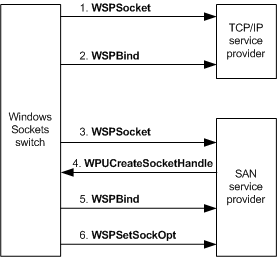 1. WSPSocket
TCP/IP
service
provider
2. WSPBind
Windows
Sockets
switch
3. WSPSocket
4. WPUCreateSocketHandle
SAN
service
provider
5. WSPBind
6. WSPSetSockOpt